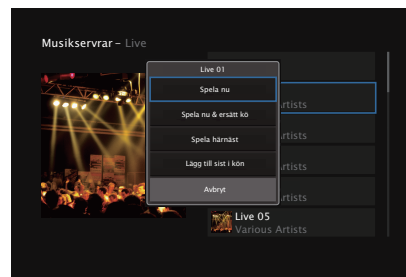 Musikservrar – Live
Live 01
Spela nu
Spela nu & ersätt kö
Spela härnäst
Lägg till sist i kön
Avbryt
Artists
Artists
Artists
Artists
Live 05
Various Artists